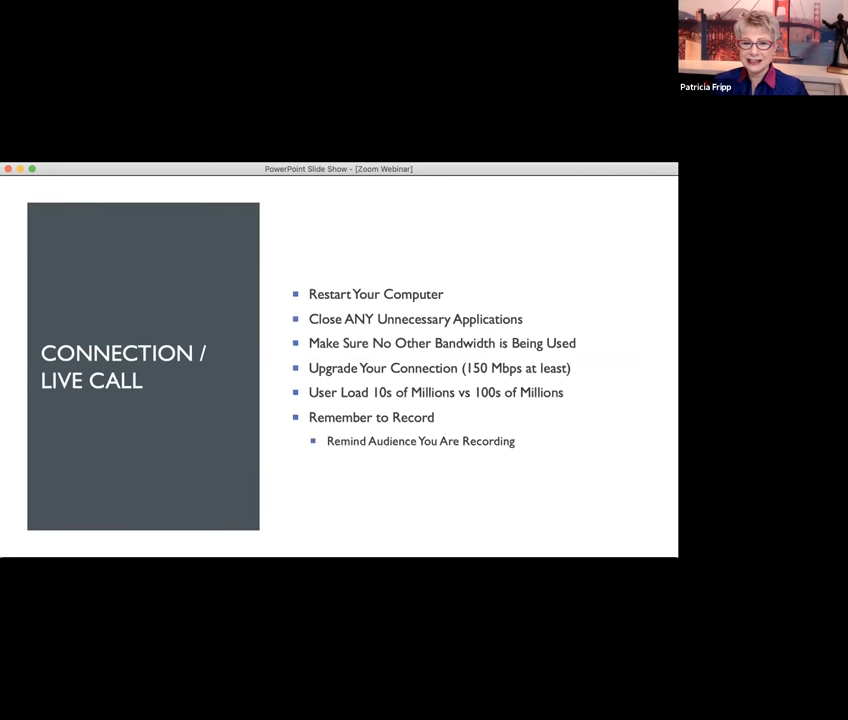 Patricia Fripp
PowerPoint Slide Show - [Zoom Webinar]
CONNECTION /
LIVE CALL
Restart Your Computer
Close ANY Unnecessary Applications
Make Sure No Other Bandwidth is Being Used
Upgrade Your Connection (150 Mbps at least)
User Load 10s of Millions vs 100s of Millions
Remember to Record
Remind Audience You Are Recording